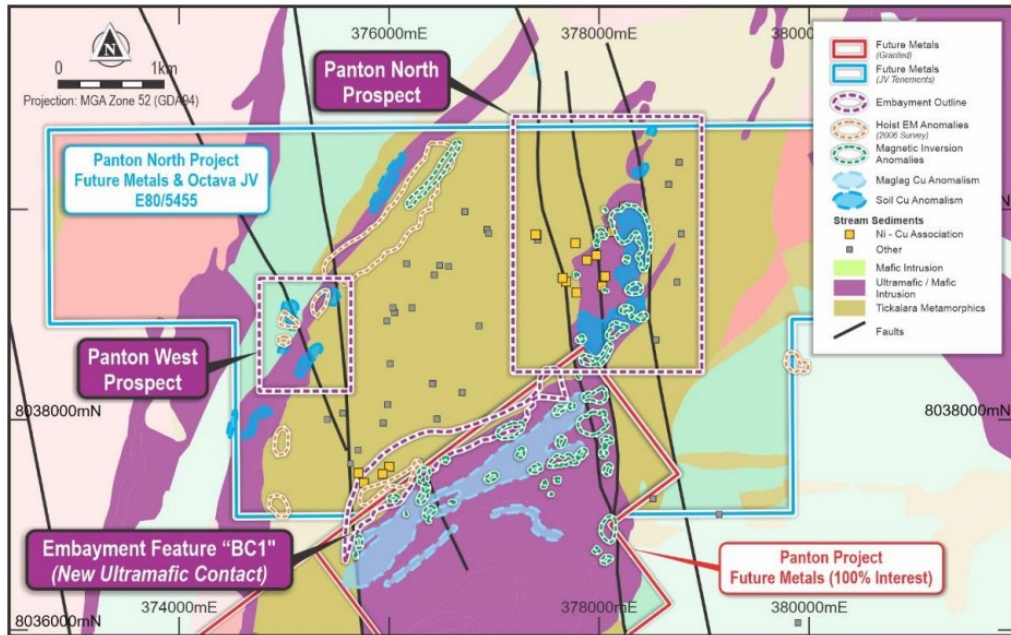 376000mE
378000mE
38000
N
0
1km
Projection: MGA Zone 52 (GDA94)
Panton North
Prospect
Panton North Project
Future Metals & Octava JV
E80/5455
Panton West
Prospect
8038000mN
8038000mN
Embayment Feature “BC1"
(New Ultramafic Contact)
Panton Project
Future Metals (100% Interest)
374000mE
378000mE
380000mE
8036000mN
Future Metals
(Granted)
Future Metals
(JV Tenements)
Embayment Outline
Hoist EM Anomalies
(2006 Survey)
Magnetic Inversion
Anomalies
Maglag Cu Anomalism
Soil Cu Anomalism
Stream Sediments
Ni - Cu Association
Other
Mafic Intrusion
Ultramafic / Mafic
Intrusion
Tickalara Metamorphics
Faults